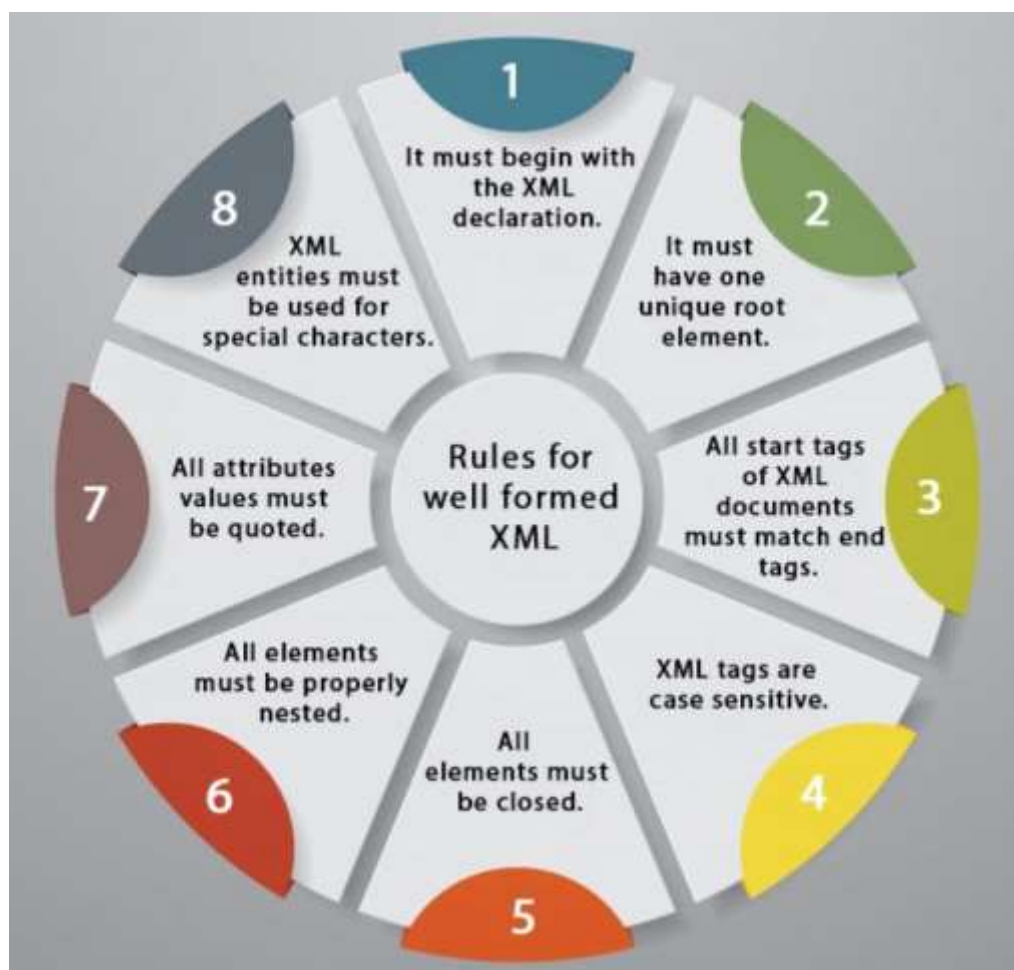 Rules for
well formed
XML
1
It must begin with
the XML
declaration.
2
It must
have one
unique root
element.
3
All start tags
of XML
documents
must match end
tags.
4
XML tags are
case sensitive.
5
All
elements must
be closed.
6
All elements
must be properly
nested.
7
All attributes
values must
be quoted.
8
XML
entities must
be used for
special characters.